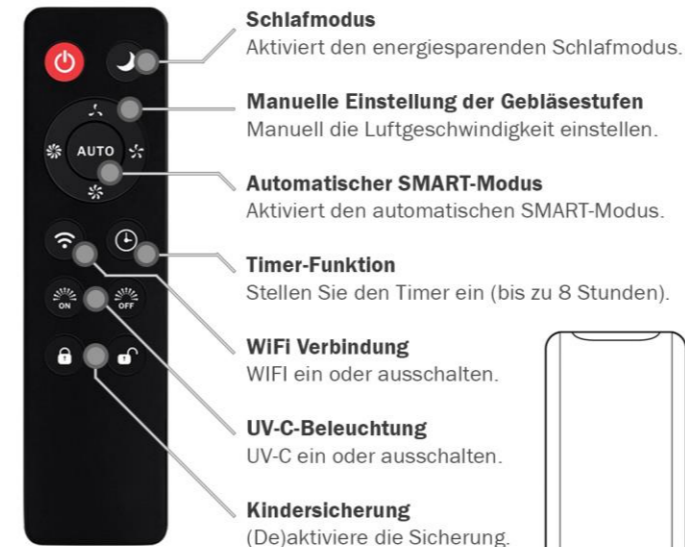 Schlafmodus
Aktiviert den energiesparenden Schlafmodus.
Manuelle Einstellung der Gebläsestufen
Manuell die Luftgeschwindigkeit einstellen.
AUTO
Automatischer SMART-Modus
Aktiviert den automatischen SMART-Modus.
Timer-Funktion
Stellen Sie den Timer ein (bis zu 8 Stunden).
ON
OFF
WiFi Verbindung
WIFI ein oder ausschalten.
UV-C-Beleuchtung
UV-C ein oder ausschalten.
Kindersicherung
(De)aktiviere die Sicherung.